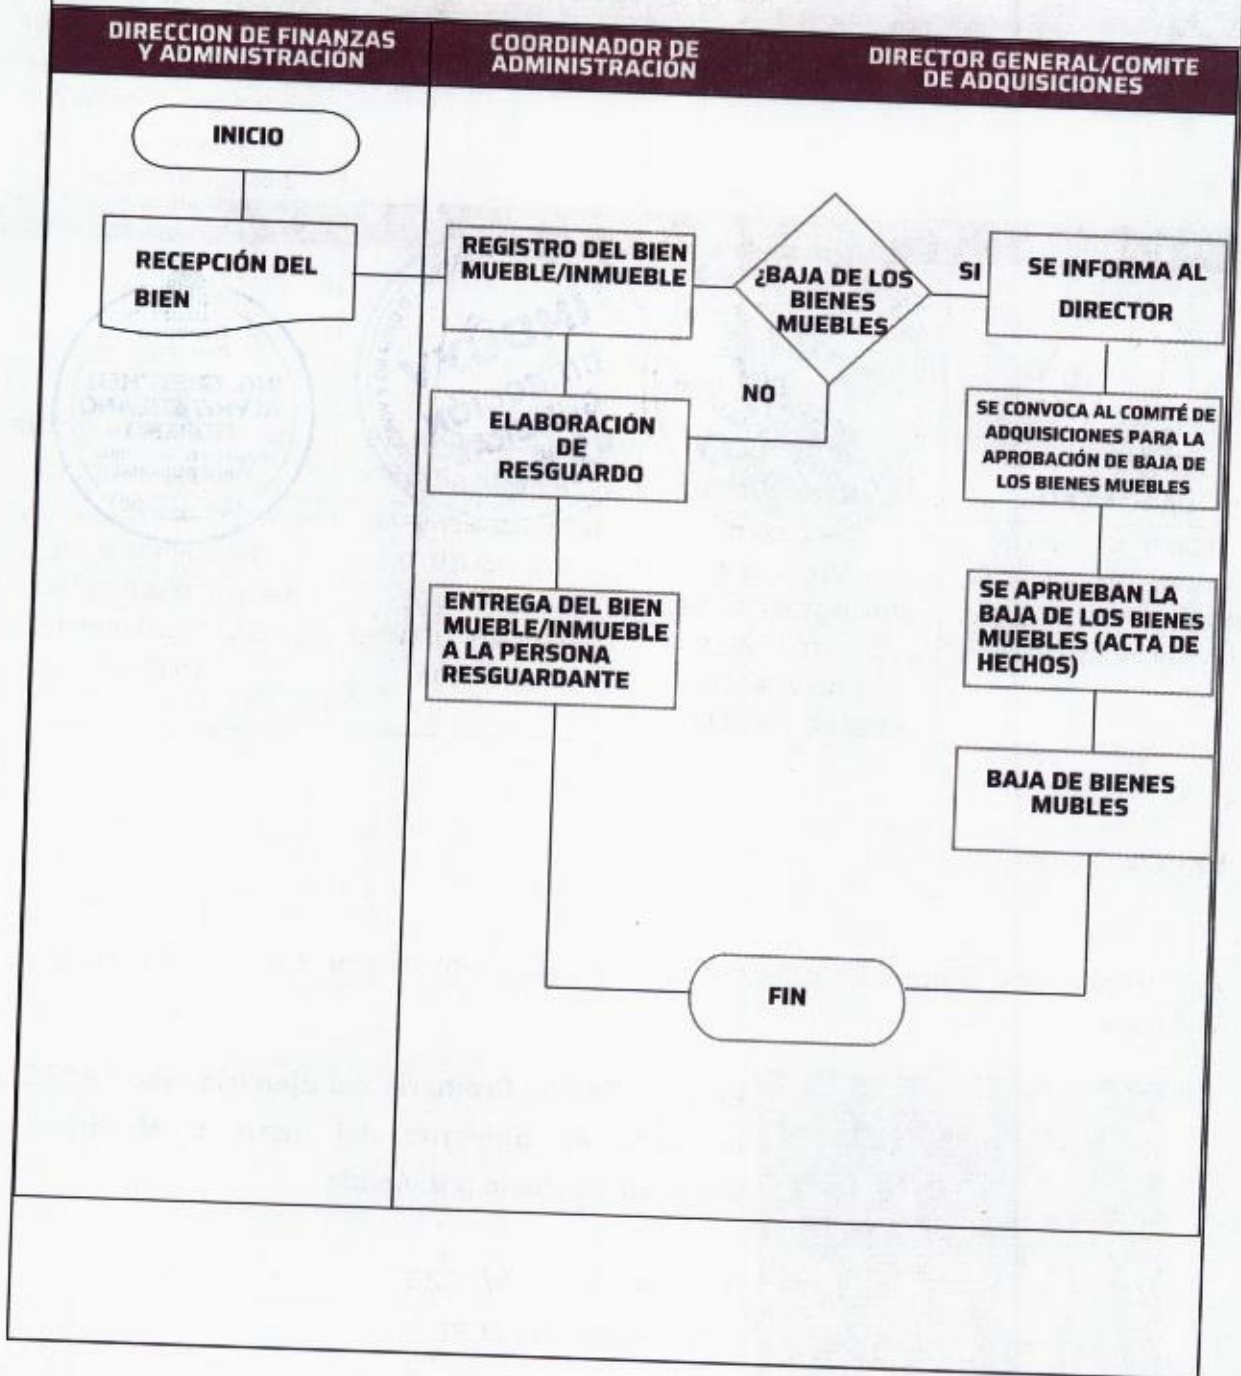 DIRECCION DE FINANZAS
Y ADMINISTRACIÓN
COORDINADOR DE
ADMINISTRACIÓN
DIRECTOR GENERAL/COMITE
DE ADQUISICIONES
INICIO
RECEPCIÓN DEL
BIEN
REGISTRO DEL BIEN
MUEBLE/INMUEBLE
¿BAJA DE LOS
BIENES
MUEBLES
SI
NO
SE INFORMA AL
DIRECTOR
ELABORACIÓN
DE
RESGUARDO
SE CONVOCA AL COMITÉ DE
ADQUISICIONES PARA LA
APROBACIÓN DE BAJA DE
LOS BIENES MUEBLES
ENTREGA DEL BIEN
MUEBLE/INMUEBLE
A LA PERSONA
RESGUARDANTE
SE APRUEBAN LA
BAJA DE LOS BIENES
MUEBLES (ACTA DE
HECHOS)
BAJA DE BIENES
MUBLES
FIN